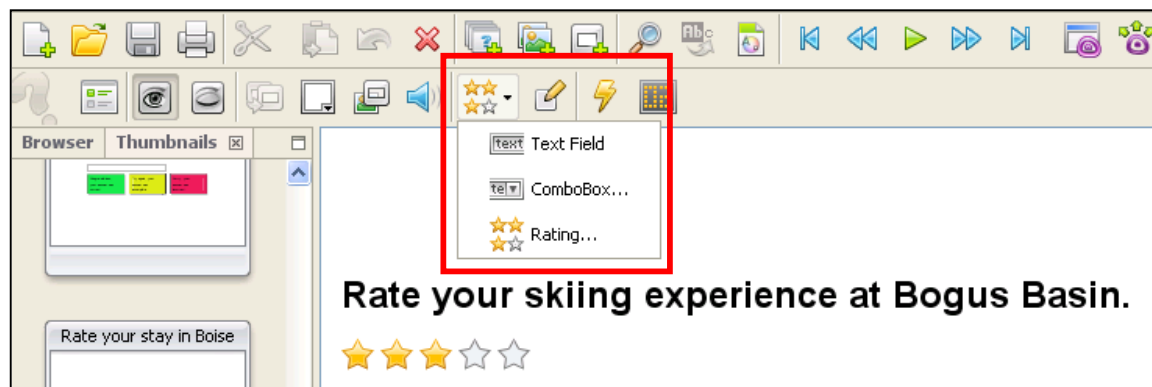 Browser Thumbnails
text Text Field
te ComboBox...
Rating...
Rate your skiing experience at Bogus Basin.
Rate your stay in Boise